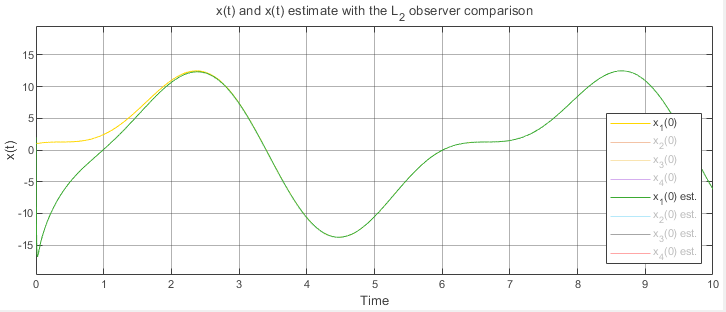 x(t) and x(t) estimate with the L2 observer comparison
15
10
5
0
-5
-10
-15
x(t)
x1(0)
x2(0)
x3(0)
x4(0)
x1(0) est.
x2(0) est.
x3(0) est.
x4(0) est.
0 1 2 3 4 5 6 7 8 9 10
Time